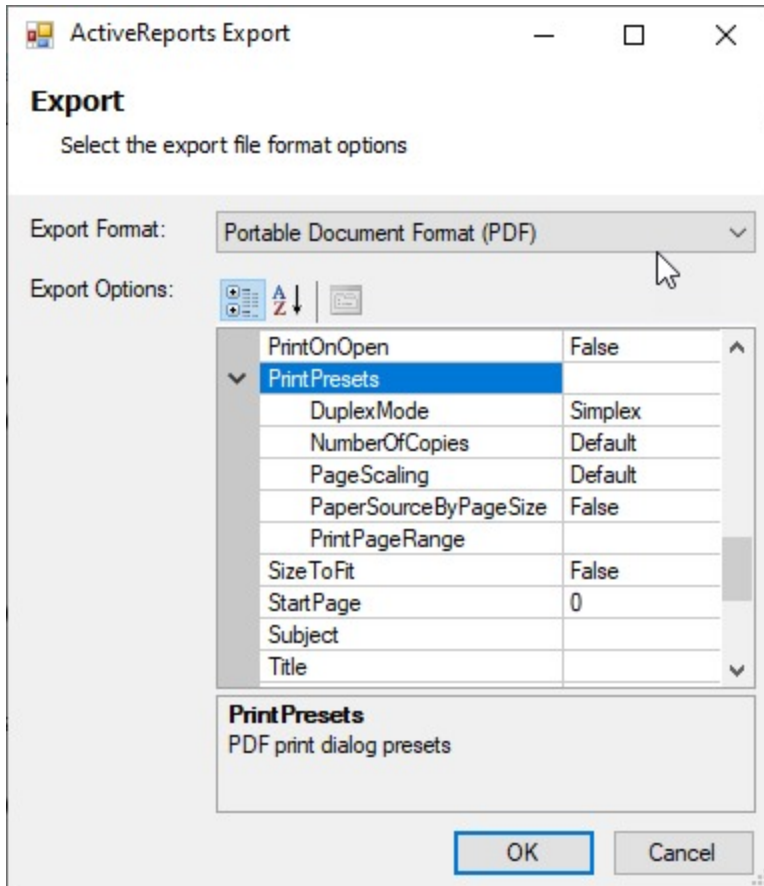 ActiveReports Export
Export
Select the export file format options
Export Format: Portable Document Format (PDF)
Export Options:
A
Z
PrintOnOpen False
PrintPresets
DuplexMode Simplex
NumberOfCopies Default
PageScaling Default
PaperSourceByPageSize False
PrintPageRange
SizeToFit False
StartPage 0
Subject
Title
PrintPresets
PDF print dialog presets
OK Cancel